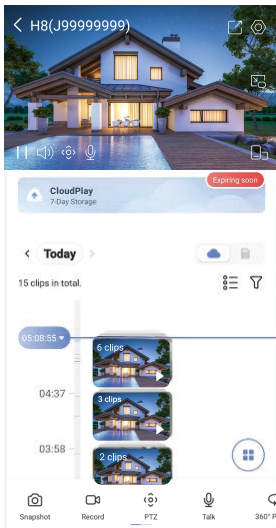 H8(J99999999)
CloudPlay
7-Day Storage
Expiring soon
Today
15 clips in total.
05:08:55
6 clips
04:37
3 clips
03:58
2 clips
Snapshot
Record
PTZ
Talk
360° P